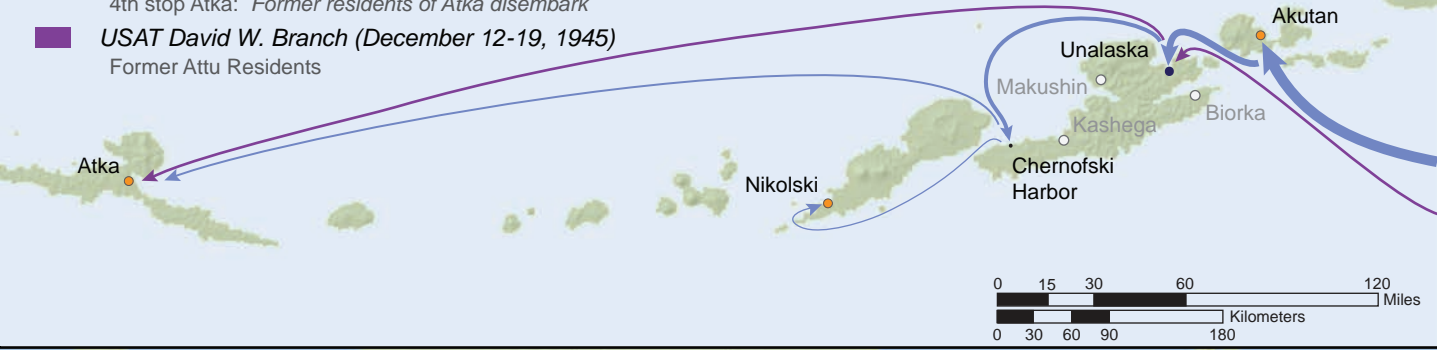 4th stop Atka: Former residents of Atka disembark
USAT David W. Branch (December 12-19, 1945)
Former Attu Residents
Akutan
Unalaska
Makushin
Biorka
Kashega
Atka
Chernofski
Harbor
Nikolski
0 15 30 60 120
Miles
Kilometers
0 30 60 90 180